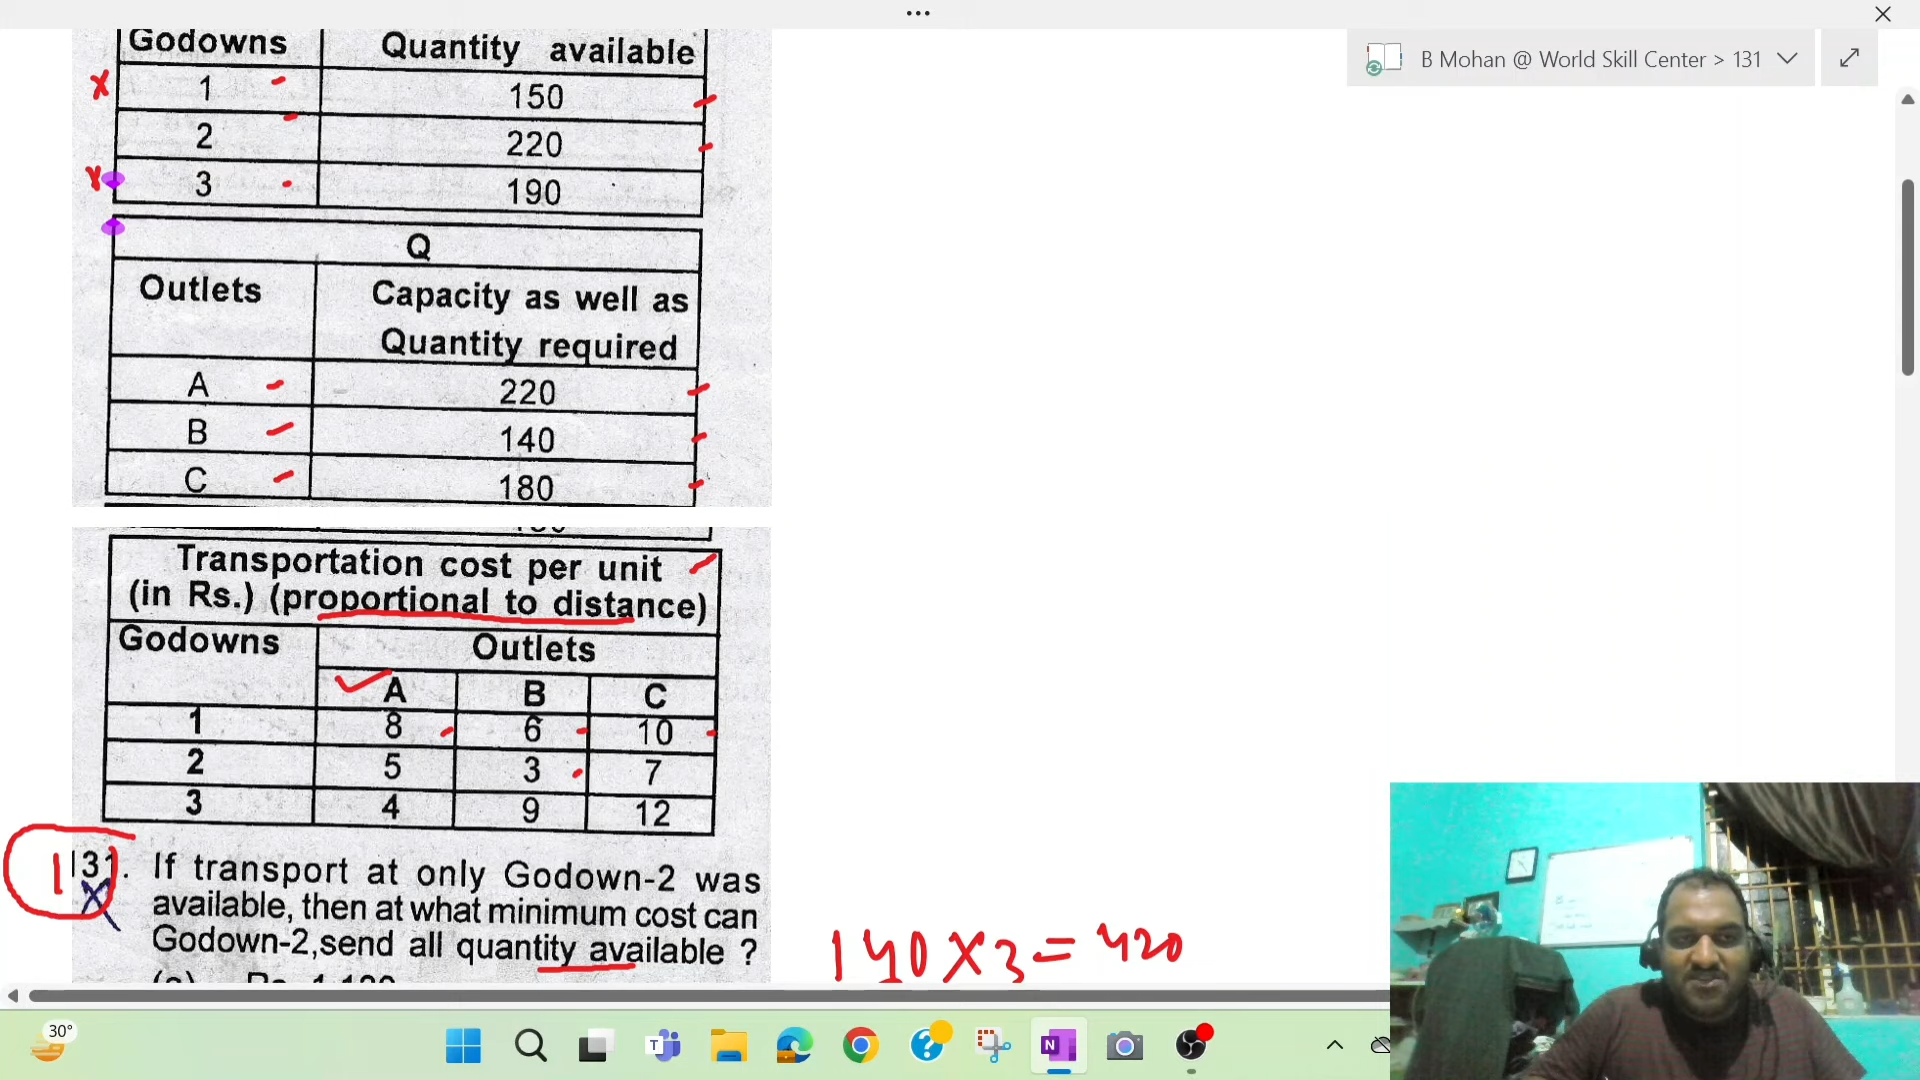 B Mohan @ World Skill Center > 131
Godowns Quantity available
x 1 150
2 220
x 3 190
Q
Outlets Capacity as well as
Quantity required
A 220
B 140
C 180
Transportation cost per unit
(in Rs.) (proportional to distance)
Godowns Outlets
A B C
1 8 6 10
2 5 3 7
3 4 9 12
131. If transport at only Godown-2 was
available, then at what minimum cost can
Godown-2,send all quantity available ?
140 x 3 = 420
30°